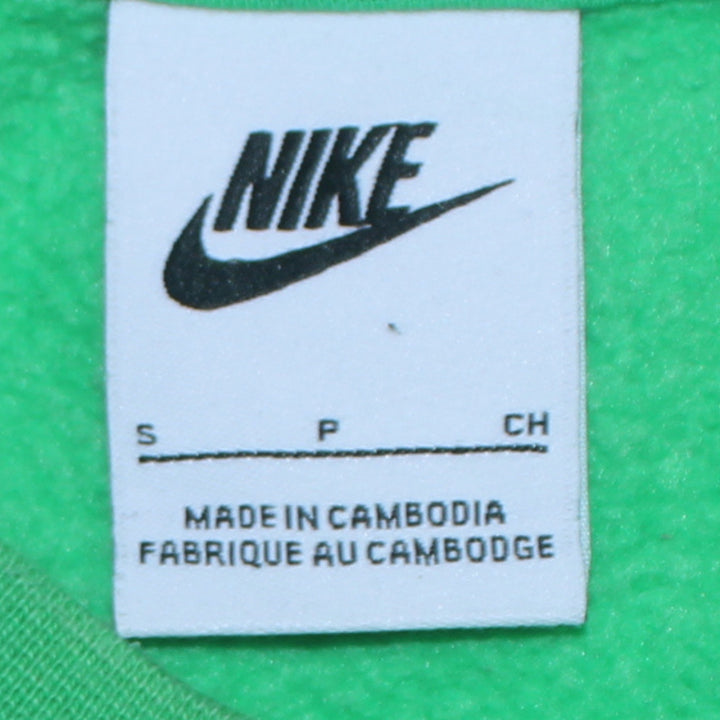 NIKE
S P CH
MADE IN CAMBODIA
FABRIQUE AU CAMBODGE